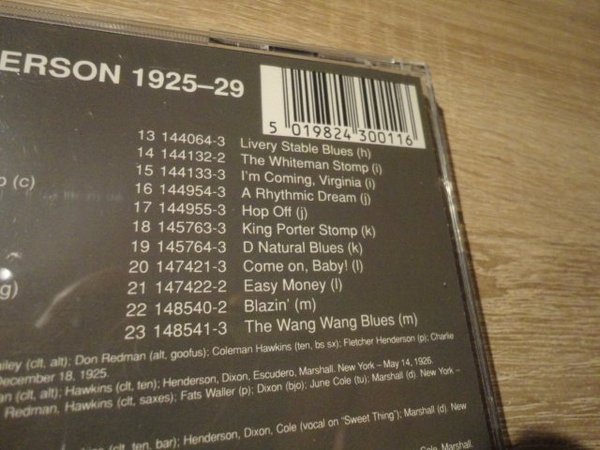 ERSON 1925–29
5 019824 300116
13 144064-3 Livery Stable Blues (h)
14 144132-2 The Whiteman Stomp (i)
15 144133-3 I'm Coming, Virginia (i)
(c)
16 144954-3 A Rhythmic Dream (j)
17 144955-3 Hop Off (j)
18 145763-3 King Porter Stomp (k)
19 145764-3 D Natural Blues (k)
20 147421-3 Come on, Baby! (l)
g)
21 147422-2 Easy Money (l)
22 148540-2 Blazin' (m)
23 148541-3 The Wang Wang Blues (m)
iley (clt, alt); Don Redman (alt, goofus); Coleman Hawkins (ten, bs sx); Fletcher Henderson (p); Charlie
December 18, 1925.
an (clt, alt); Hawkins (clt, ten); Henderson, Dixon, Escudero, Marshall. New York – May 14, 1926.
Redman, Hawkins (clt, saxes); Fats Waller (p); Dixon (bjo); June Cole (tu); Marshall (d). New York –
(clt, ten, bar); Henderson, Dixon, Cole (vocal on "Sweet Thing"); Marshall (d). New
Cole, Marshall.